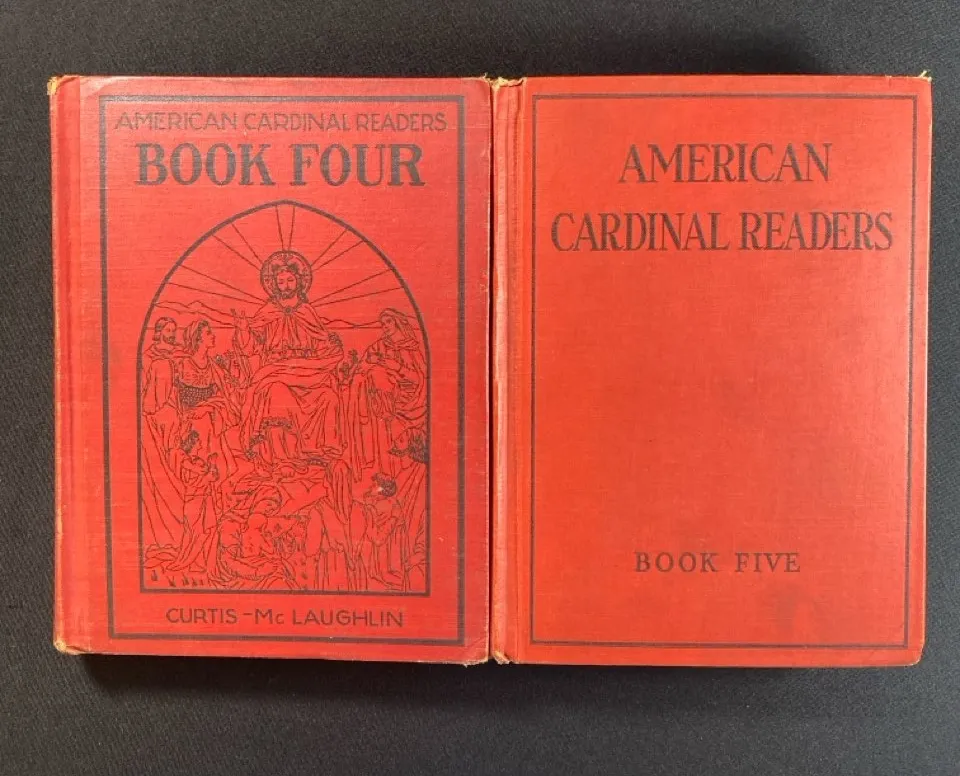 AMERICAN CARDINAL READERS
BOOK FOUR
CURTIS - Mc LAUGHLIN
AMERICAN
CARDINAL READERS
BOOK FIVE